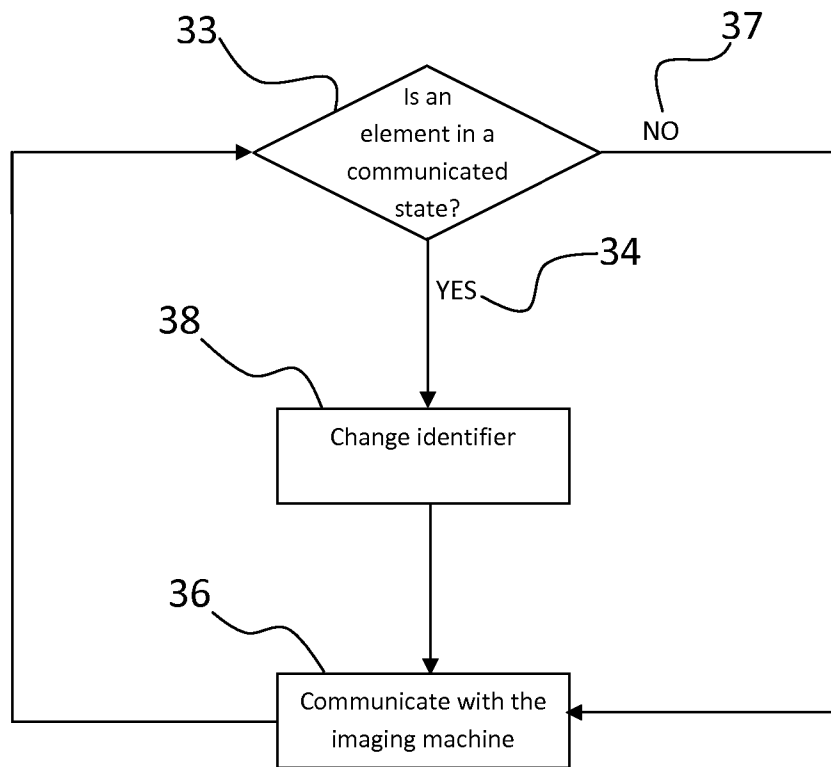 33
37
Is an
element in a
communicated
state?
NO
34
YES
38
Change identifier
36
Communicate with the
imaging machine